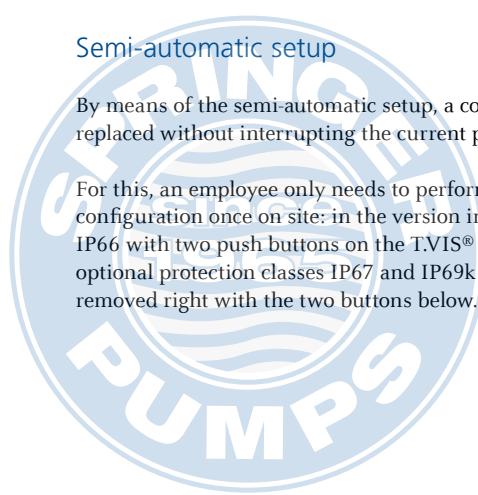 Semi-automatic setup
By means of the semi-automatic setup, a co
replaced without interrupting the current p
For this, an employee only needs to perform
configuration once on site: in the version i
IP66 with two push buttons on the T.VIS®
optional protection classes IP67 and IP69k
removed right with the two buttons below.
SPRINGER
Since
1965
PUMPS